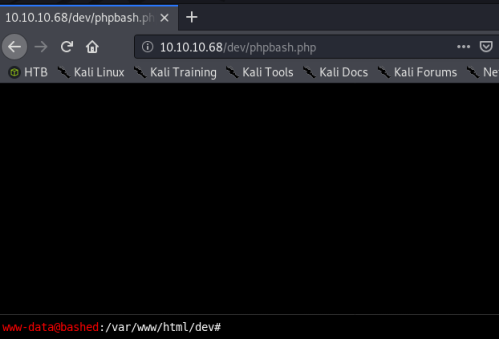 10.10.10.68/dev/phpbash.ph
10.10.10.68/dev/phpbash.php
HTB Kali Linux Kali Training Kali Tools Kali Docs Kali Forums Ne
www-data@bashed:/var/www/html/dev#